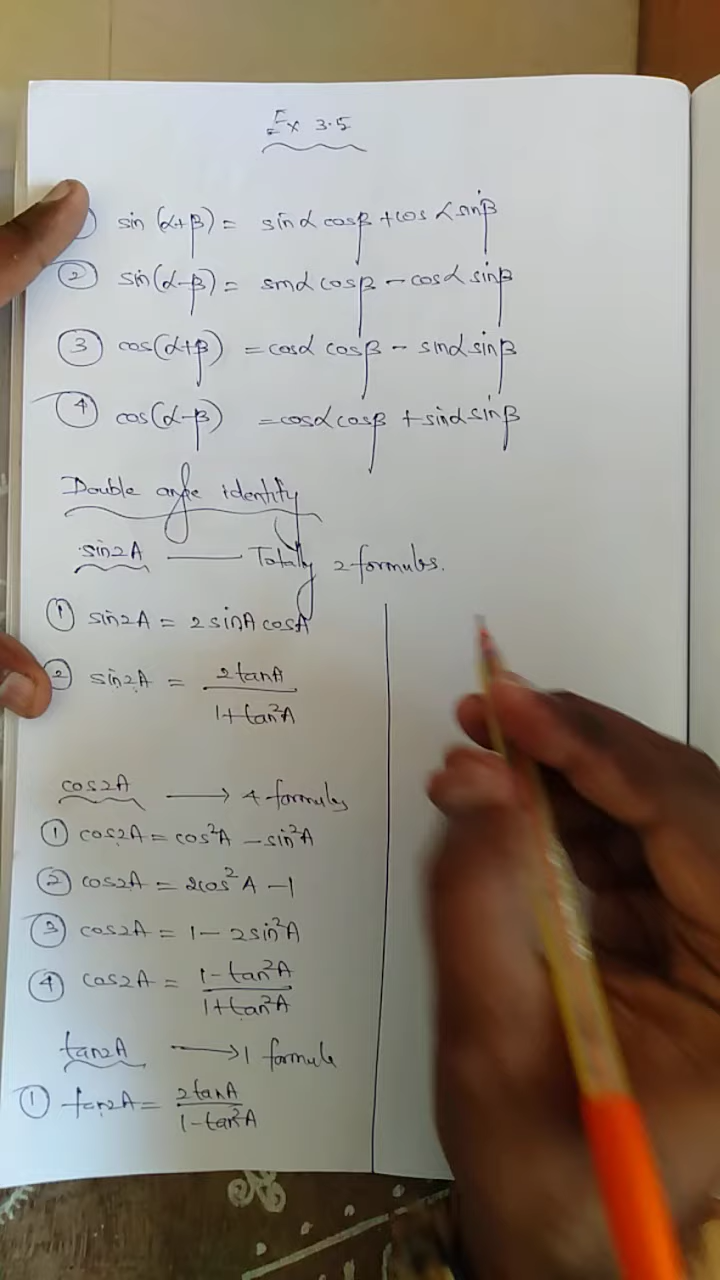 Ex 3.5
sin (α+β) = sinα cosβ + cos α sinβ
② sin(α-β) = sinα cosβ - cosα sinβ
③ cos(α+β) = cosα cosβ - sinα sinβ
④ cos(α-β) = cosα cosβ + sinα sinβ
Double angle identity
sin2A — Totally 2 formulas.
① sin2A = 2 sinA cosA
② sin2A = 2tanA / 1+tan²A
cos2A → 4 formulas
① cos2A = cos²A - sin²A
② cos2A = 2cos²A - 1
③ cos2A = 1 - 2sin²A
④ cos2A = 1-tan²A / 1+tan²A
tan2A → 1 formula
① tan2A = 2tanA / 1-tan²A